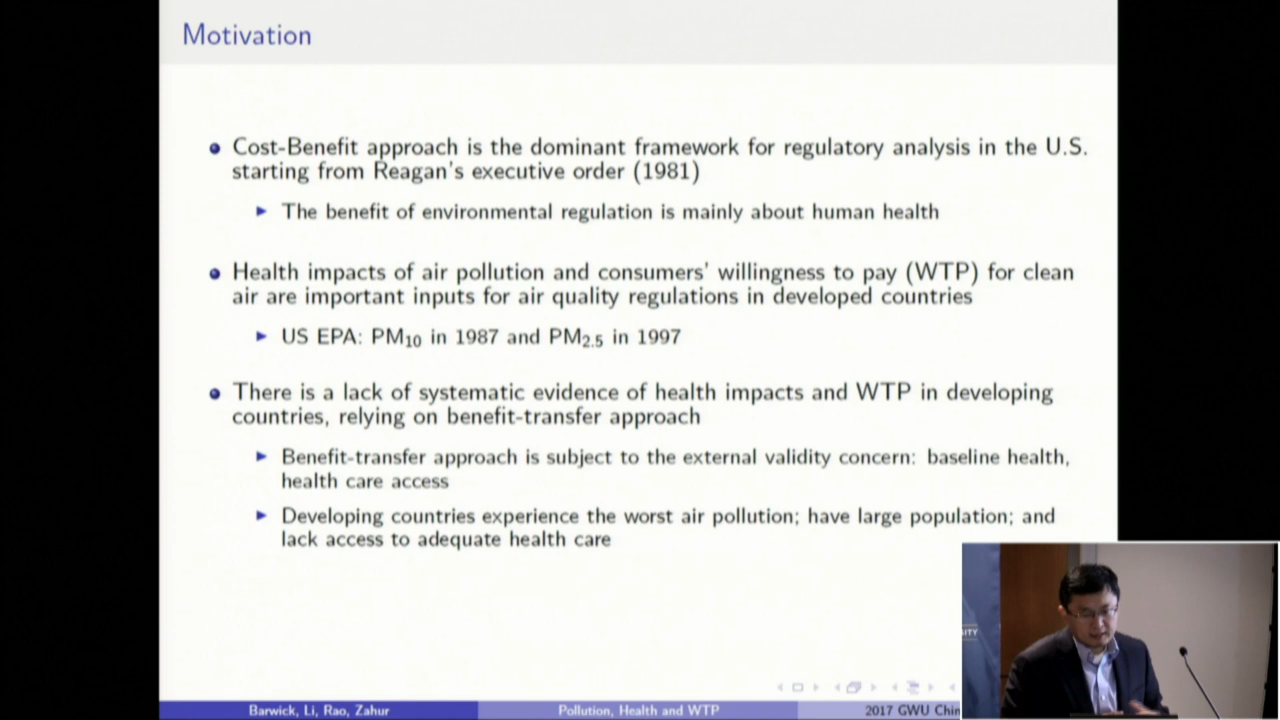 Motivation
Cost-Benefit approach is the dominant framework for regulatory analysis in the U.S.
starting from Reagan's executive order (1981)
The benefit of environmental regulation is mainly about human health
Health impacts of air pollution and consumers' willingness to pay (WTP) for clean
air are important inputs for air quality regulations in developed countries
US EPA: PM10 in 1987 and PM2.5 in 1997
There is a lack of systematic evidence of health impacts and WTP in developing
countries, relying on benefit-transfer approach
Benefit-transfer approach is subject to the external validity concern: baseline health,
health care access
Developing countries experience the worst air pollution; have large population; and
lack access to adequate health care
ITY
Barwick, Li, Rao, Zahur
Pollution, Health and WTP
2017 GWU Chin